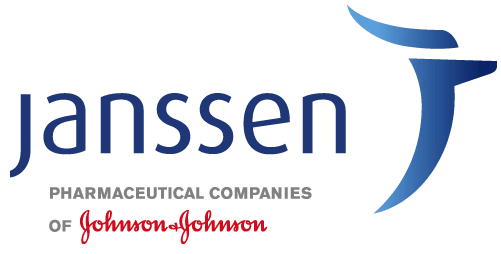 janssen
PHARMACEUTICAL COMPANIES
OF Johnson&Johnson